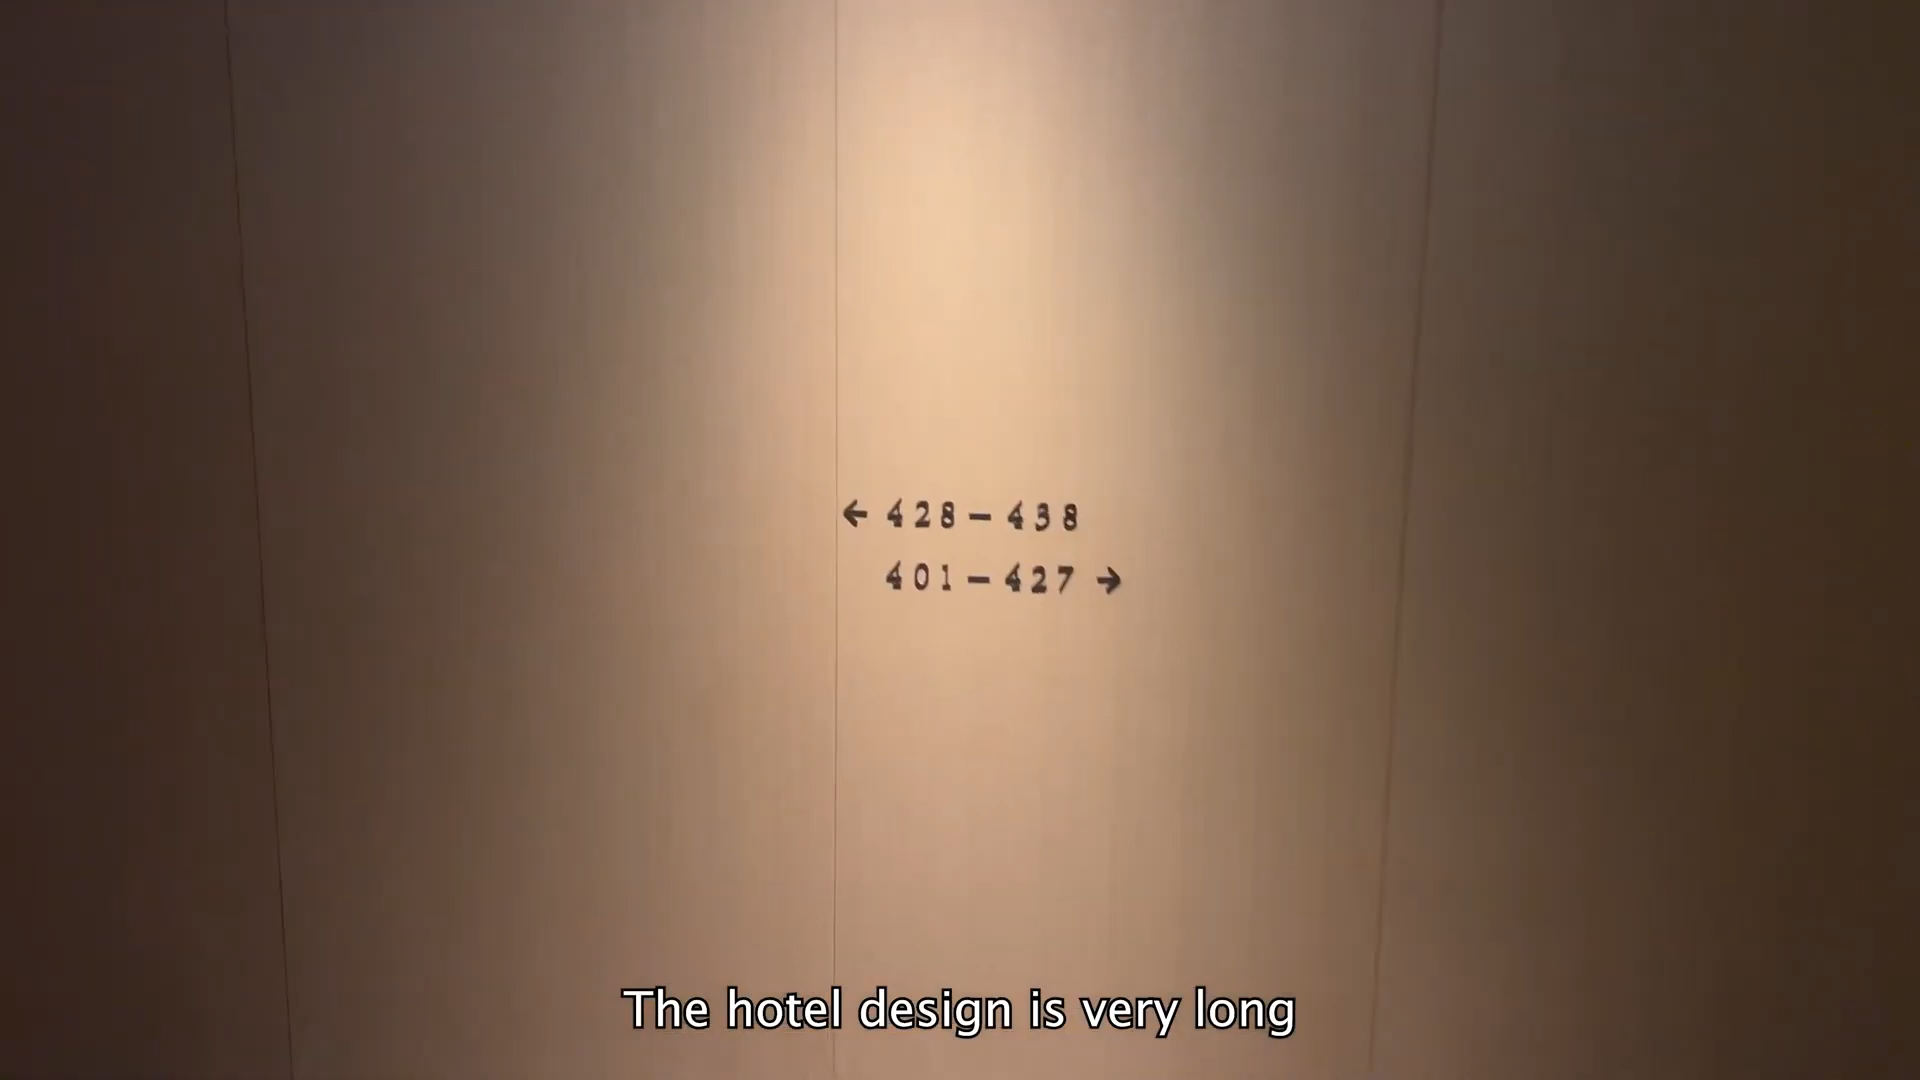 ← 428 – 438
401 – 427 →
The hotel design is very long